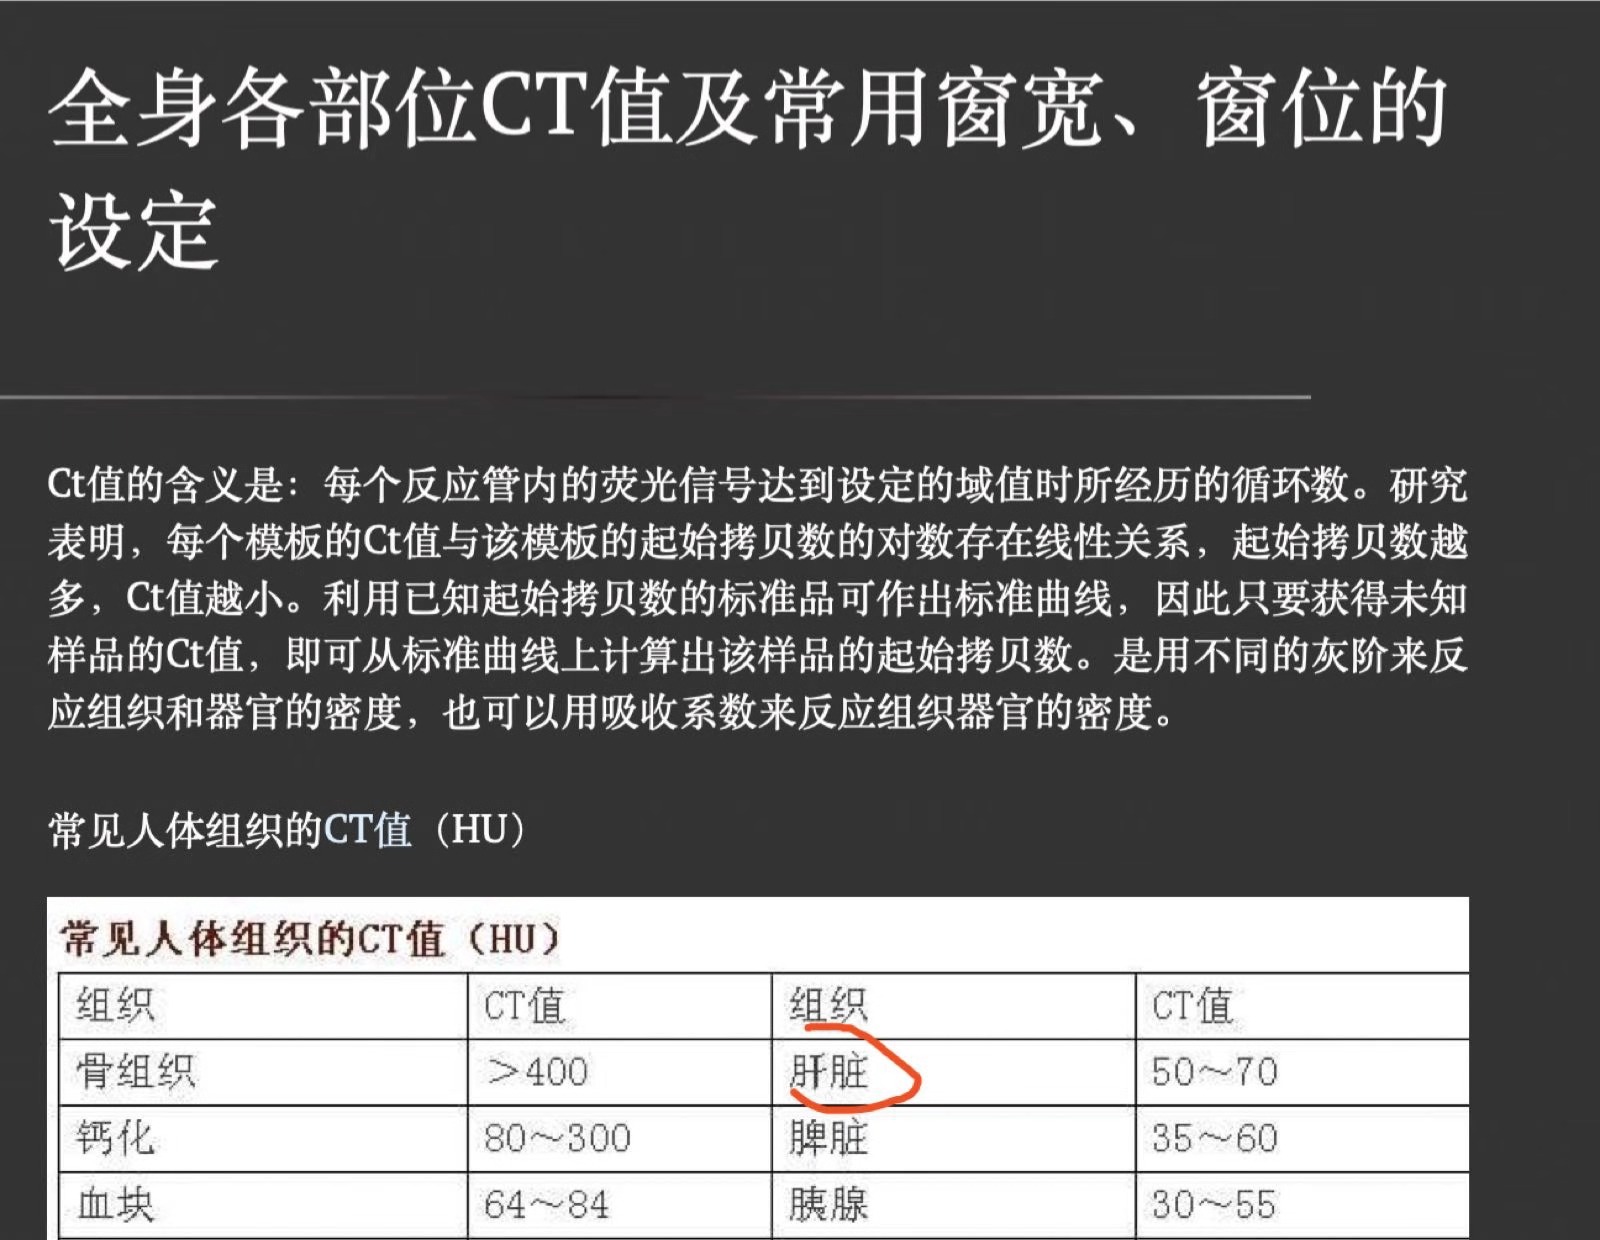 全身各部位CT值及常用窗宽、窗位的
设定
Ct值的含义是：每个反应管内的荧光信号达到设定的域值时所经历的循环数。研究
表明，每个模板的Ct值与该模板的起始拷贝数的对数存在线性关系，起始拷贝数越
多，Ct值越小。利用已知起始拷贝数的标准品可作出标准曲线，因此只要获得未知
样品的Ct值，即可从标准曲线上计算出该样品的起始拷贝数。是用不同的灰阶来反
应组织和器官的密度，也可以用吸收系数来反应组织器官的密度。
常见人体组织的CT值（HU）
常见人体组织的CT值（HU）
组织 CT值 组织 CT值
骨组织 >400 肝脏 50～70
钙化 80～300 脾脏 35～60
血块 64～84 胰腺 30～55